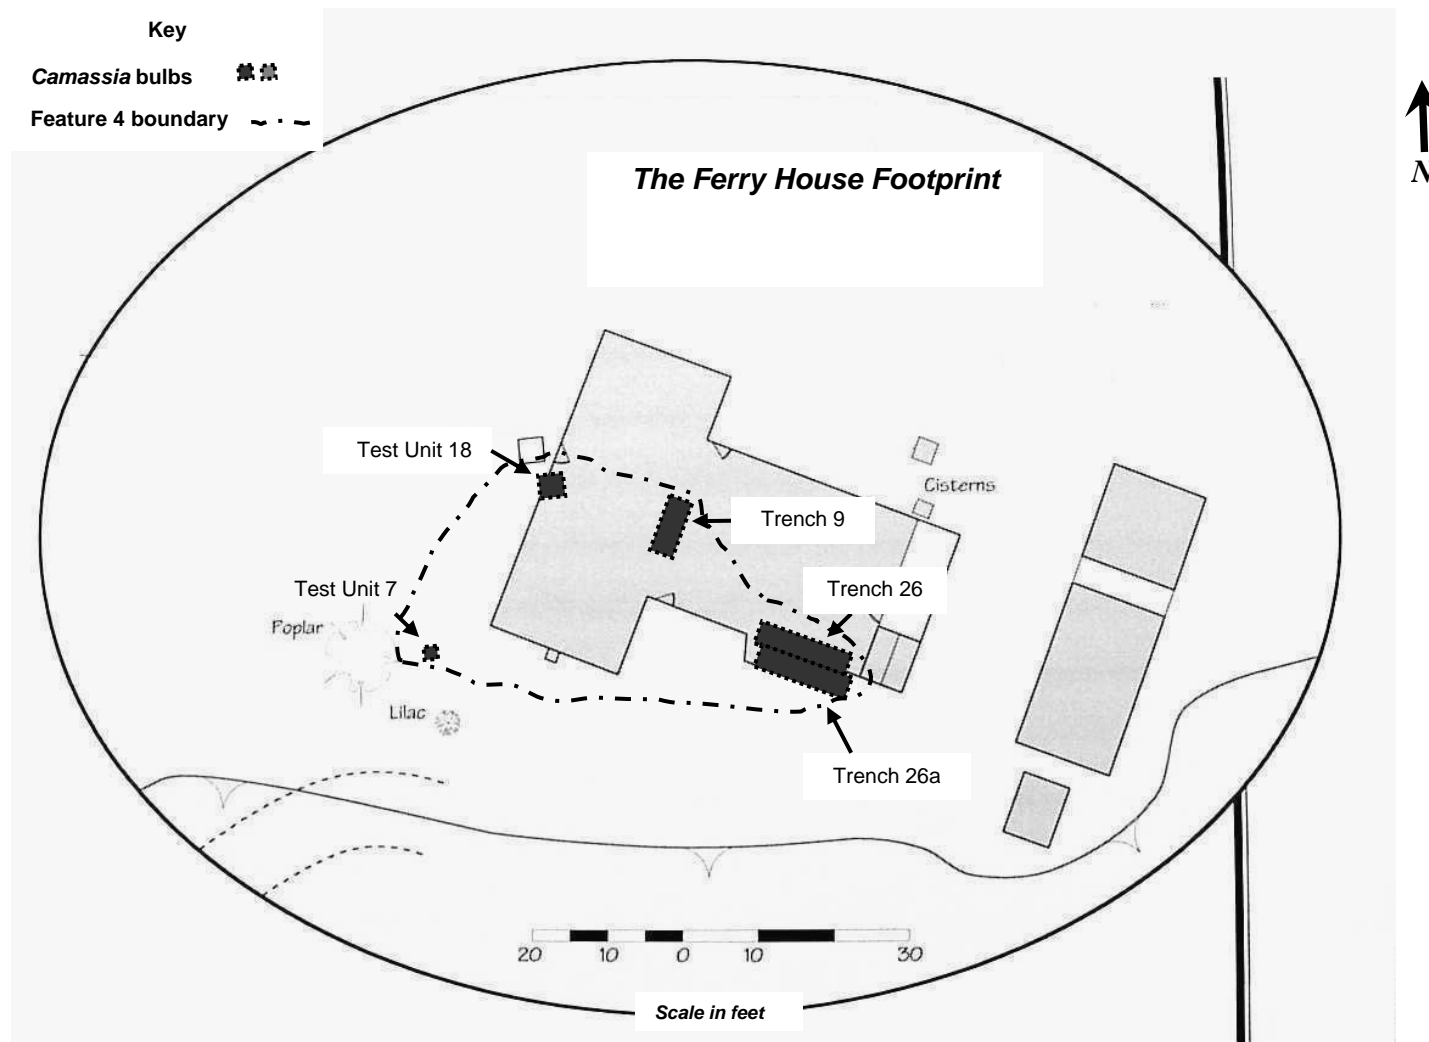 Key
Camassia bulbs
Feature 4 boundary
N
The Ferry House Footprint
Test Unit 18
Cisterns
Trench 9
Test Unit 7
Trench 26
Poplar
Lilac
Trench 26a
20 10 0 10 30
Scale in feet